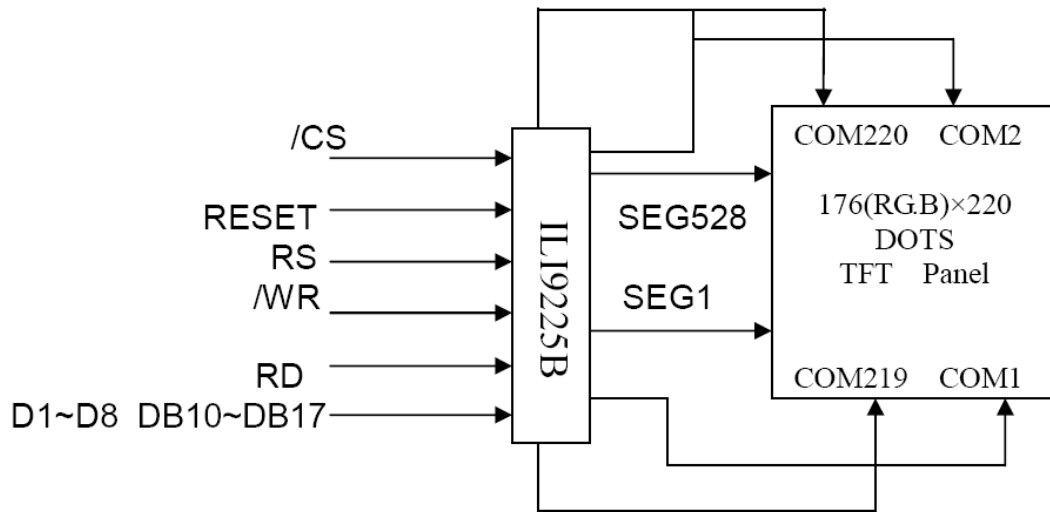 /CS
RESET
RS
/WR
RD
D1~D8 DB10~DB17
ILI9225B
SEG528
SEG1
COM220 COM2
176(RG.B)×220
DOTS
TFT Panel
COM219 COM1